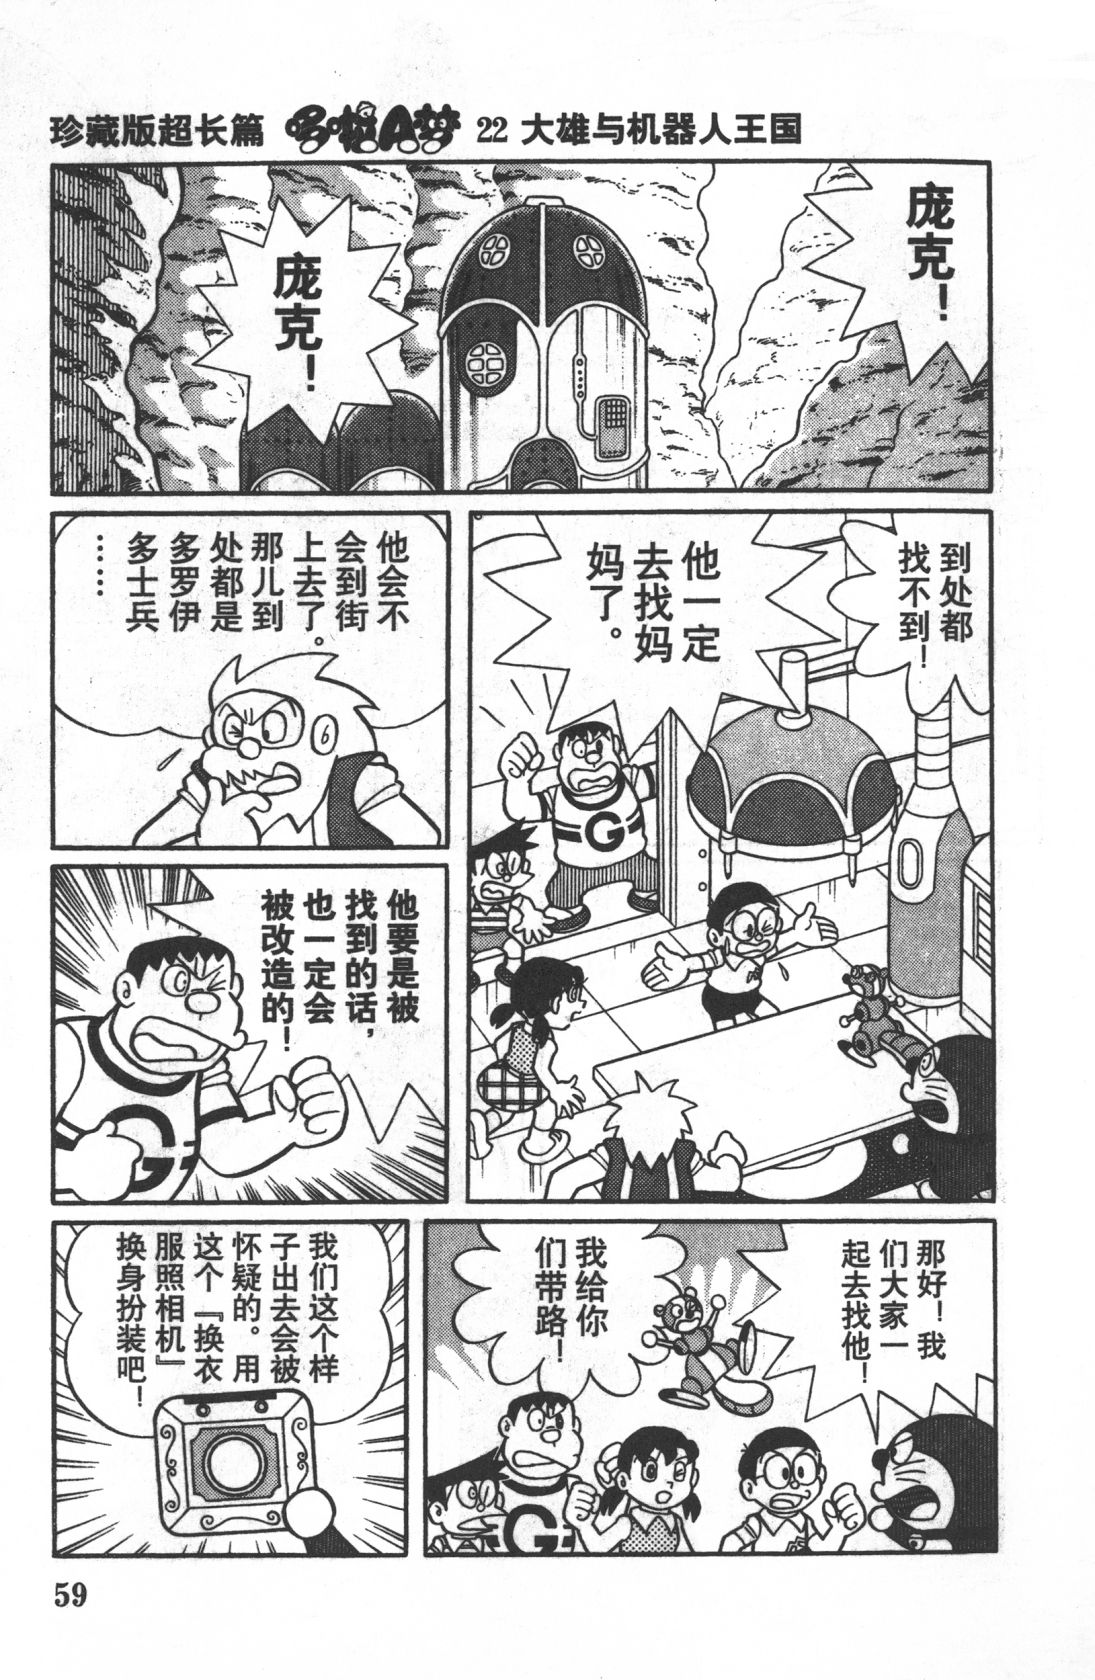 珍藏版超长篇 哆啦A梦 22 大雄与机器人王国
庞克！
庞克！
到处都
找不到！
他一定
去找妈
妈了。
他会不
会到街
上去了。
那儿到
处都是
多罗伊
多士兵
……
他要是被
找到的话，
也一定会
被改造的！
那好！我
们大家一
起去找他！
我给你
们带路！
我们这个样
子出去会被
怀疑的。用
这个『换衣
服照相机』
换身扮装吧！
G
G
G
6
59